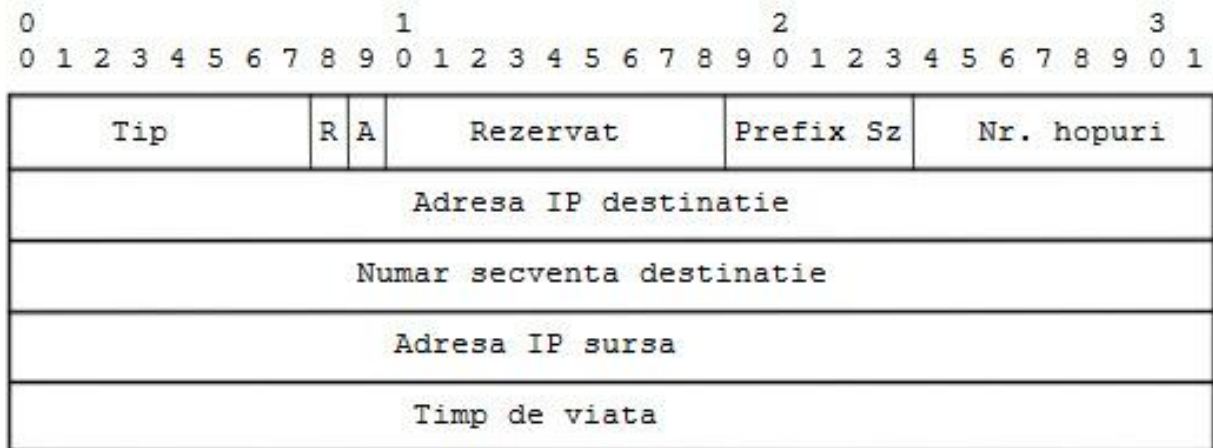 0 1 2 3
0 1 2 3 4 5 6 7 8 9 0 1 2 3 4 5 6 7 8 9 0 1 2 3 4 5 6 7 8 9 0 1
Tip R A Rezervat Prefix Sz Nr. hopuri
Adresa IP destinatie
Numar secventa destinatie
Adresa IP sursa
Timp de viata